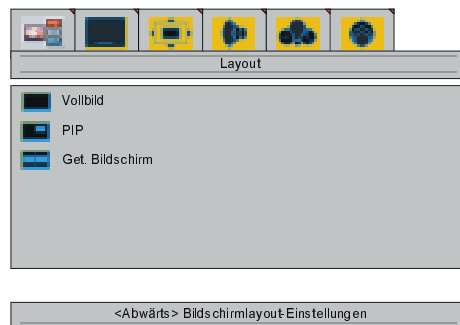 Layout
Vollbild
PIP
Get. Bildschirm
<Abwärts> Bildschirmlayout-Einstellungen